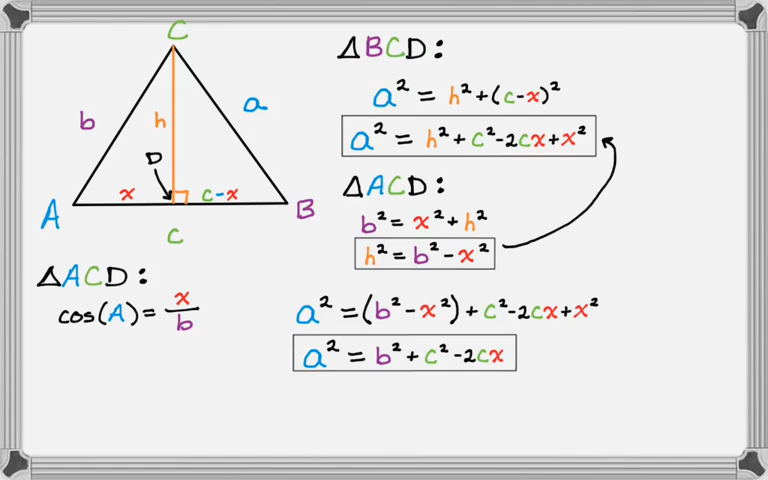 C
b
h
a
D
x
c-x
A
B
c
ΔBCD:
a² = h²+(c-x)²
a² = h²+c²-2cx+x²
ΔACD:
b² = x²+h²
h² = b²-x²
ΔACD:
cos(A) = x/b
a² = (b²-x²)+c²-2cx+x²
a² = b²+c²-2cx